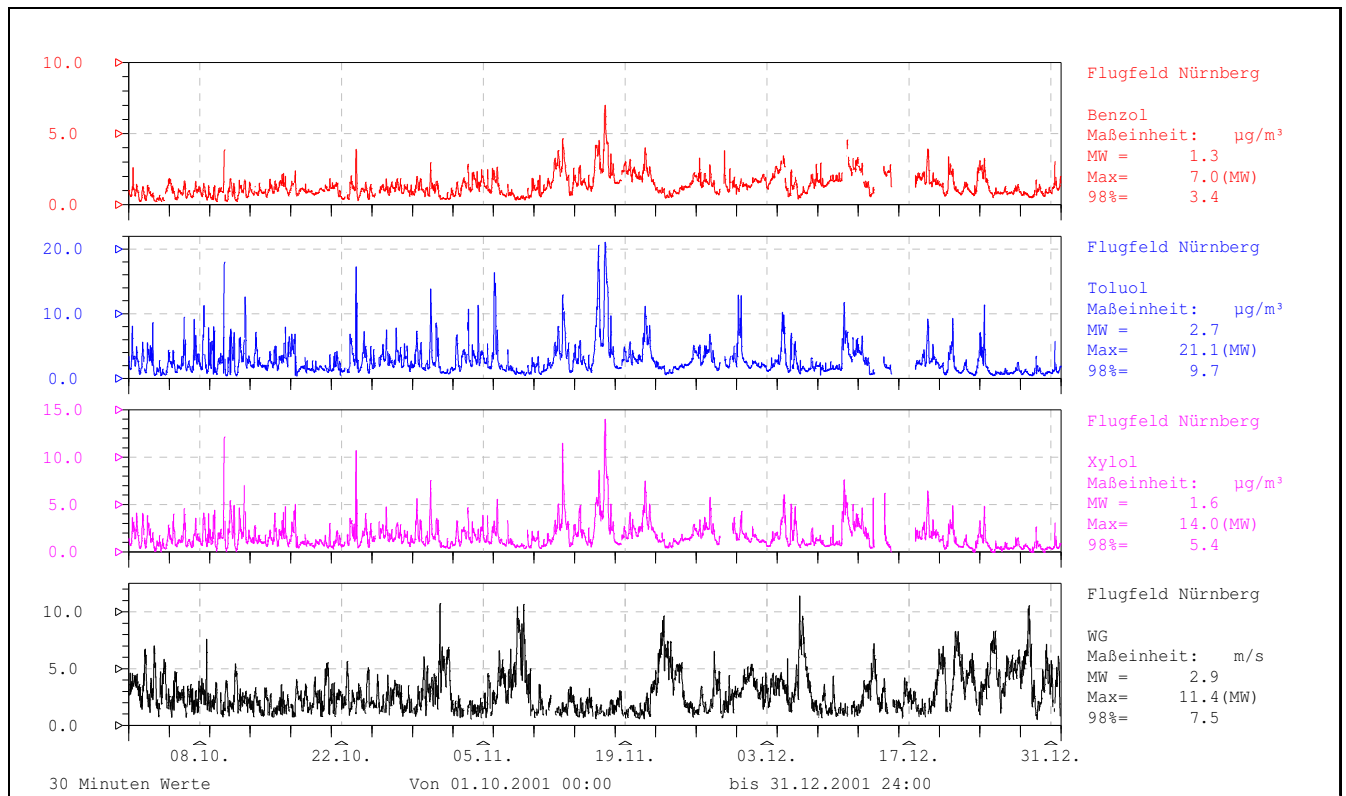 10.0
5.0
0.0
Flugfeld Nürnberg
Benzol
Maßeinheit: µg/m³
MW = 1.3
Max= 7.0(MW)
98%= 3.4
20.0
10.0
0.0
Flugfeld Nürnberg
Toluol
Maßeinheit: µg/m³
MW = 2.7
Max= 21.1(MW)
98%= 9.7
15.0
10.0
5.0
0.0
Flugfeld Nürnberg
Xylol
Maßeinheit: µg/m³
MW = 1.6
Max= 14.0(MW)
98%= 5.4
10.0
5.0
0.0
Flugfeld Nürnberg
WG
Maßeinheit: m/s
MW = 2.9
Max= 11.4(MW)
98%= 7.5
08.10. 22.10. 05.11. 19.11. 03.12. 17.12. 31.12.
30 Minuten Werte Von 01.10.2001 00:00 bis 31.12.2001 24:00